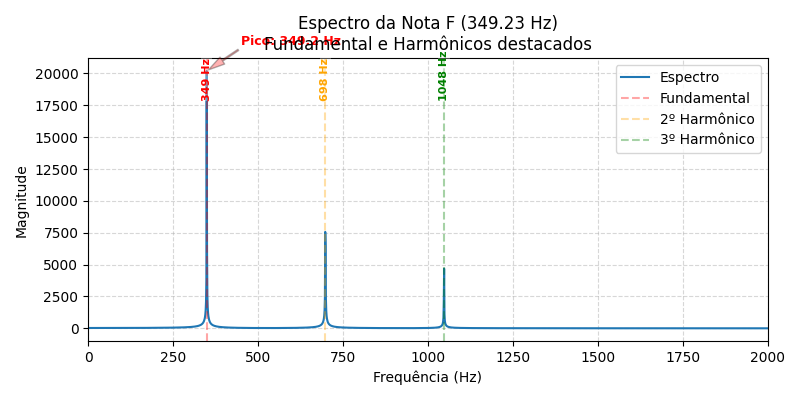 Espectro da Nota F (349.23 Hz)
Fundamental e Harmônicos destacados
Pico: 349.2 Hz
349 Hz
698 Hz
1048 Hz
Espectro
Fundamental
2º Harmônico
3º Harmônico
Magnitude
20000
17500
15000
12500
10000
7500
5000
2500
0
0
250
500
750
1000
1250
1500
1750
2000
Frequência (Hz)